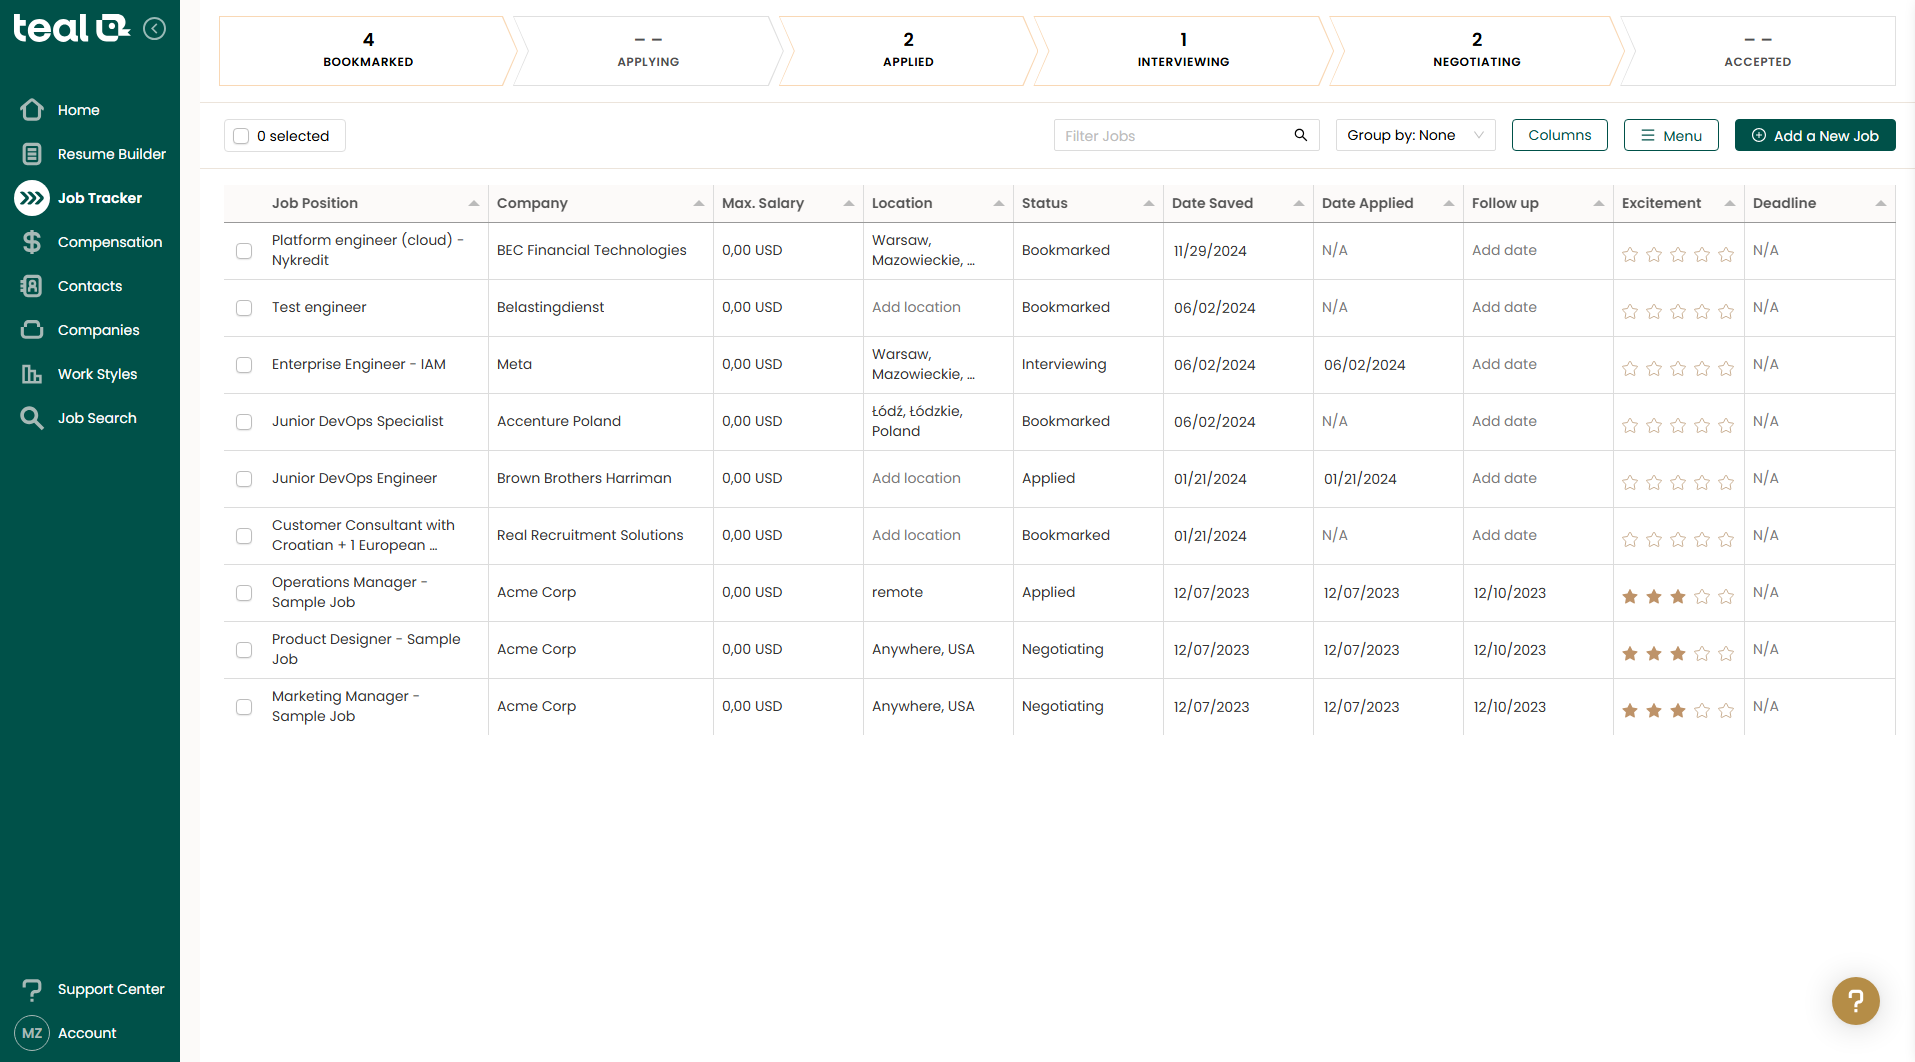 teal
Home
Resume Builder
Job Tracker
Compensation
Contacts
Companies
Work Styles
Job Search
Support Center
MZ Account
4
BOOKMARKED
– –
APPLYING
2
APPLIED
1
INTERVIEWING
2
NEGOTIATING
– –
ACCEPTED
0 selected
Filter Jobs
Group by: None
Columns
Menu
Add a New Job
Job Position Company Max. Salary Location Status Date Saved Date Applied Follow up Excitement Deadline
Platform engineer (cloud) -
Nykredit
BEC Financial Technologies
0,00 USD
Warsaw,
Mazowieckie, ...
Bookmarked
11/29/2024
N/A
Add date
N/A
Test engineer
Belastingdienst
0,00 USD
Add location
Bookmarked
06/02/2024
N/A
Add date
N/A
Enterprise Engineer - IAM
Meta
0,00 USD
Warsaw,
Mazowieckie, ...
Interviewing
06/02/2024
06/02/2024
Add date
N/A
Junior DevOps Specialist
Accenture Poland
0,00 USD
Łódź, Łódzkie,
Poland
Bookmarked
06/02/2024
N/A
Add date
N/A
Junior DevOps Engineer
Brown Brothers Harriman
0,00 USD
Add location
Applied
01/21/2024
01/21/2024
Add date
N/A
Customer Consultant with
Croatian + 1 European ...
Real Recruitment Solutions
0,00 USD
Add location
Bookmarked
01/21/2024
N/A
Add date
N/A
Operations Manager -
Sample Job
Acme Corp
0,00 USD
remote
Applied
12/07/2023
12/07/2023
12/10/2023
N/A
Product Designer - Sample
Job
Acme Corp
0,00 USD
Anywhere, USA
Negotiating
12/07/2023
12/07/2023
12/10/2023
N/A
Marketing Manager -
Sample Job
Acme Corp
0,00 USD
Anywhere, USA
Negotiating
12/07/2023
12/07/2023
12/10/2023
N/A
?